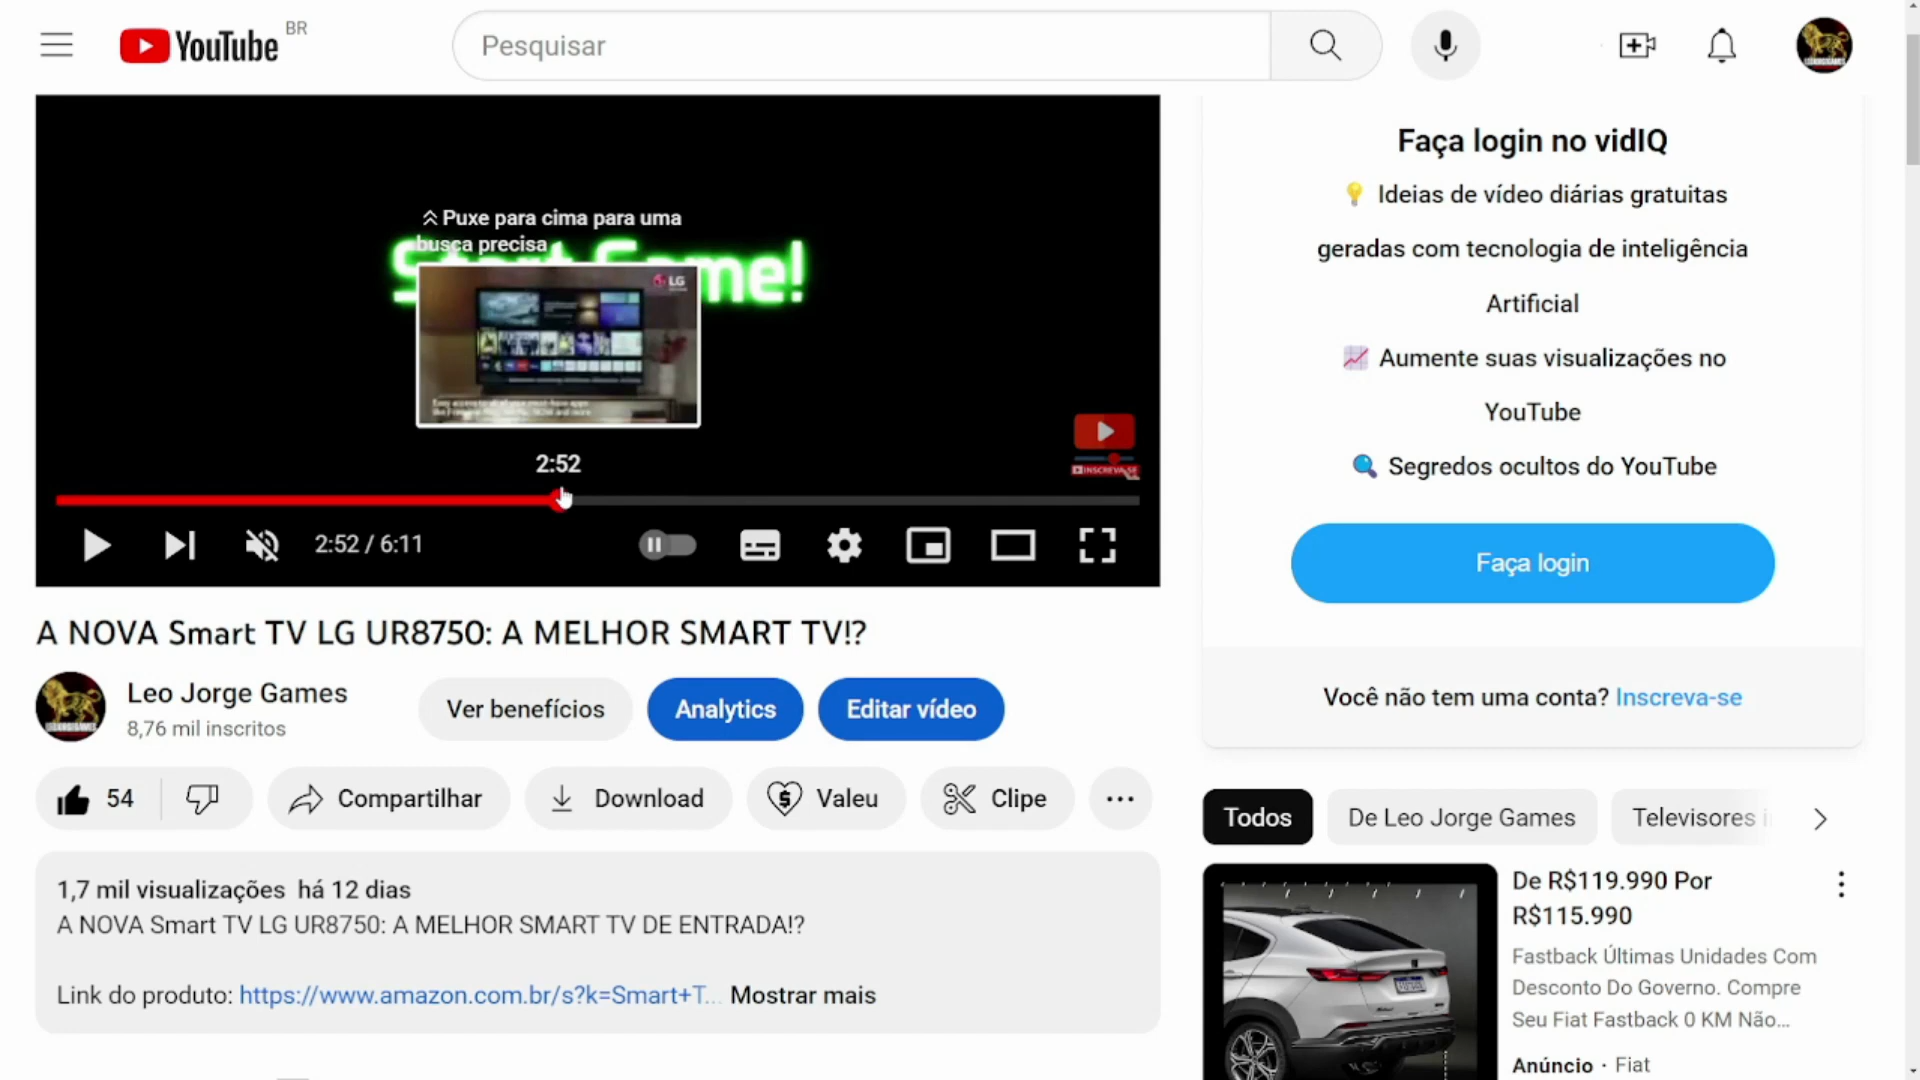 YouTube BR
Pesquisar
Puxe para cima para uma
busca precisa
Start Game!
LG
2:52
INSCREVA-SE
2:52 / 6:11
A NOVA Smart TV LG UR8750: A MELHOR SMART TV!?
Leo Jorge Games
8,76 mil inscritos
Ver benefícios
Analytics
Editar vídeo
54
Compartilhar
Download
Valeu
Clipe
1,7 mil visualizações há 12 dias
A NOVA Smart TV LG UR8750: A MELHOR SMART TV DE ENTRADA!?
Link do produto: https://www.amazon.com.br/s?k=Smart+T... Mostrar mais
Faça login no vidIQ
Ideias de vídeo diárias gratuitas
geradas com tecnologia de inteligência
Artificial
Aumente suas visualizações no
YouTube
Segredos ocultos do YouTube
Faça login
Você não tem uma conta? Inscreva-se
Todos
De Leo Jorge Games
Televisores i
De R$119.990 Por
R$115.990
Fastback Últimas Unidades Com
Desconto Do Governo. Compre
Seu Fiat Fastback 0 KM Não...
Anúncio · Fiat